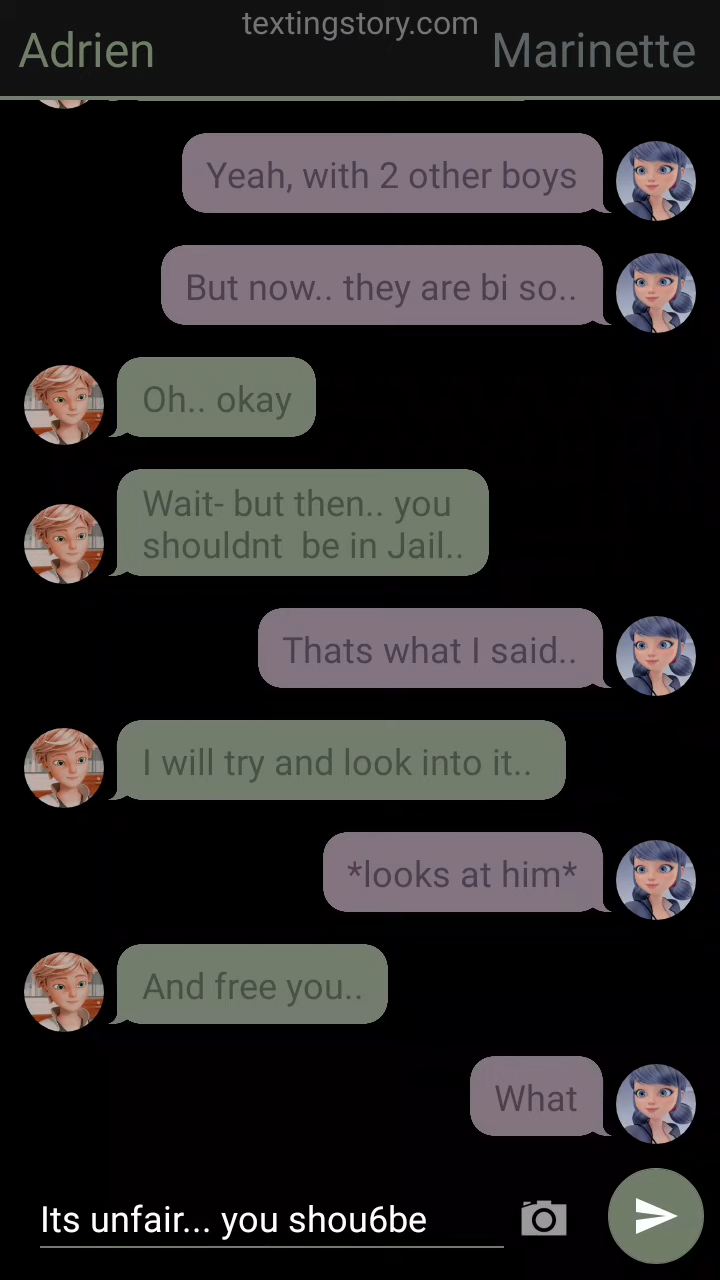 textingstory.com
Adrien
Marinette
Yeah, with 2 other boys
But now.. they are bi so..
Oh.. okay
Wait- but then.. you
shouldnt  be in Jail..
Thats what I said..
I will try and look into it..
*looks at him*
And free you..
What
Its unfair... you shou6be